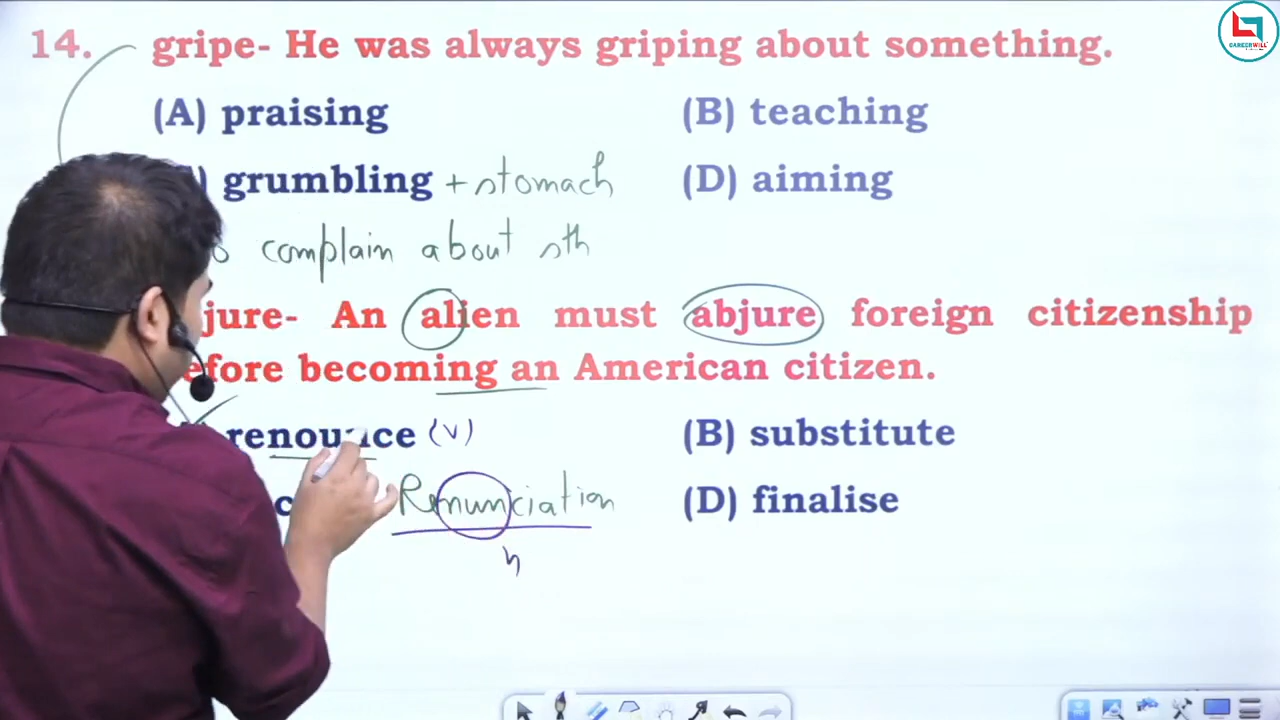 14. gripe- He was always griping about something.
(A) praising (B) teaching
grumbling + stomach (D) aiming
complain about sth
jure- An alien must abjure foreign citizenship
efore becoming an American citizen.
renounce (v) (B) substitute
Renunciation (D) finalise
n
CAREERWILL